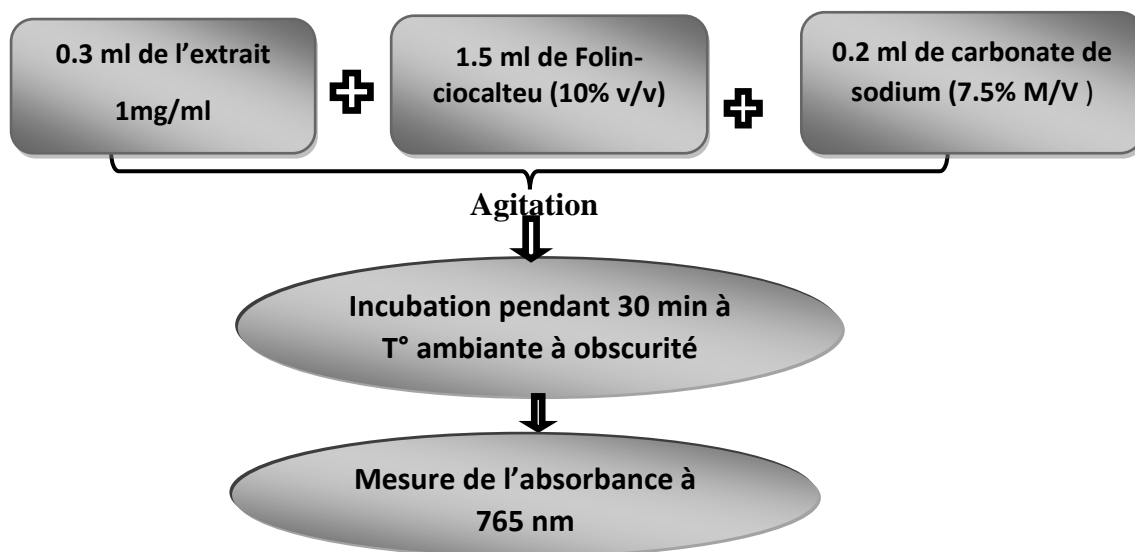 0.3 ml de l’extrait
1mg/ml
1.5 ml de Folin-
ciocalteu (10% v/v)
0.2 ml de carbonate de
sodium (7.5% M/V )
Agitation
Incubation pendant 30 min à
T° ambiante à obscurité
Mesure de l’absorbance à
765 nm